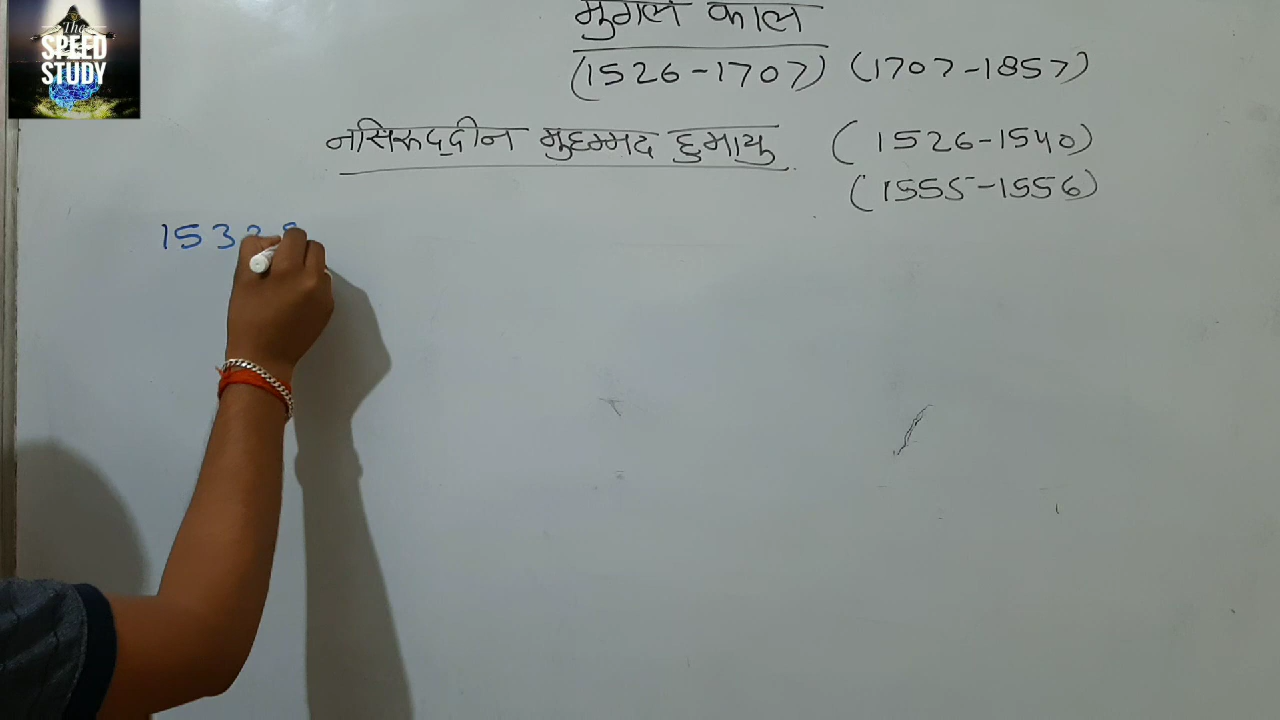 The
SPEED
STUDY
मुगल काल
(1526-1707) (1707-1857)
नसिरूद्दीन मुहम्मद हुमायु (1526-1540)
(1555-1556)
153